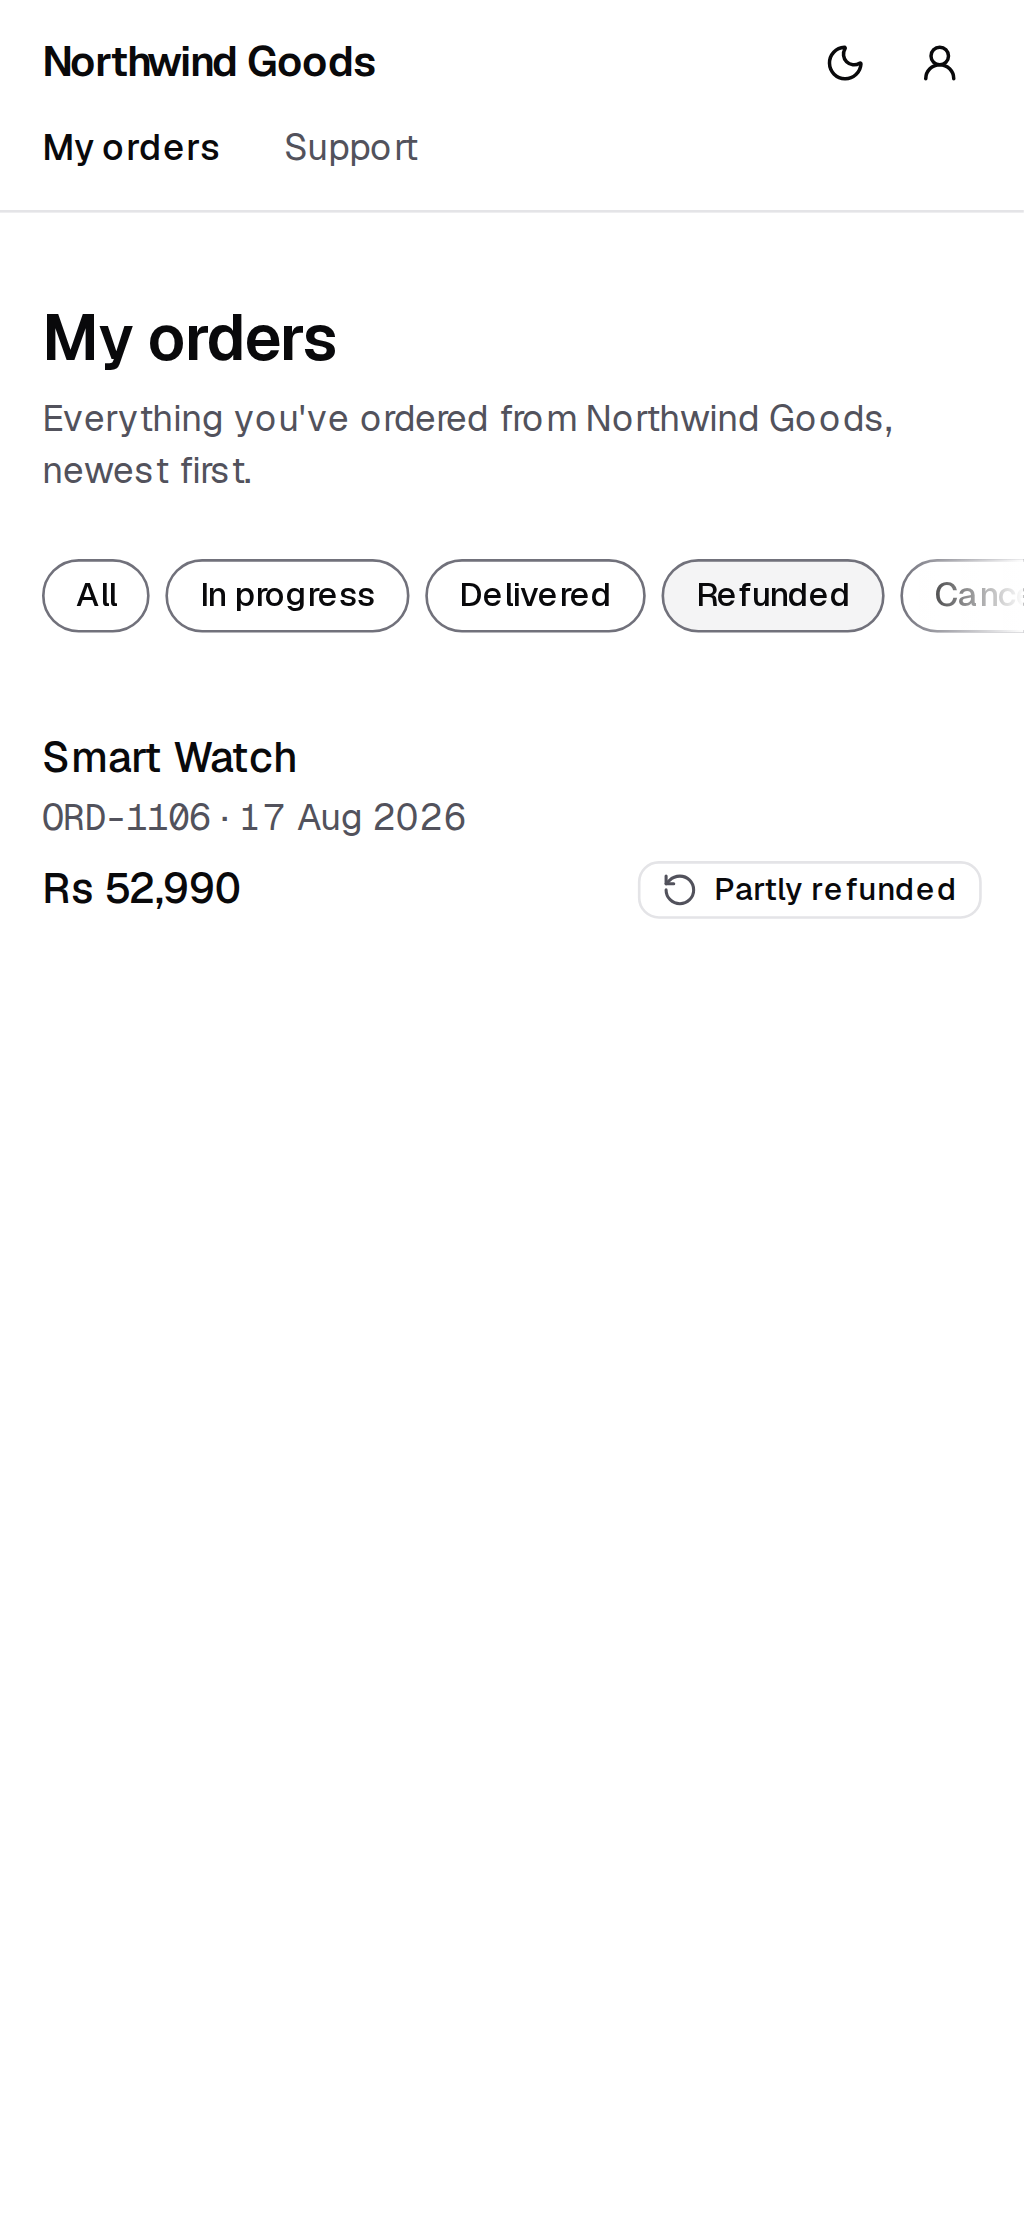 Northwind Goods
My orders Support
My orders
Everything you've ordered from Northwind Goods,
newest first.
All In progress Delivered Refunded
Smart Watch
ORD-1106 · 17 Aug 2026
Rs 52,990 Partly refunded